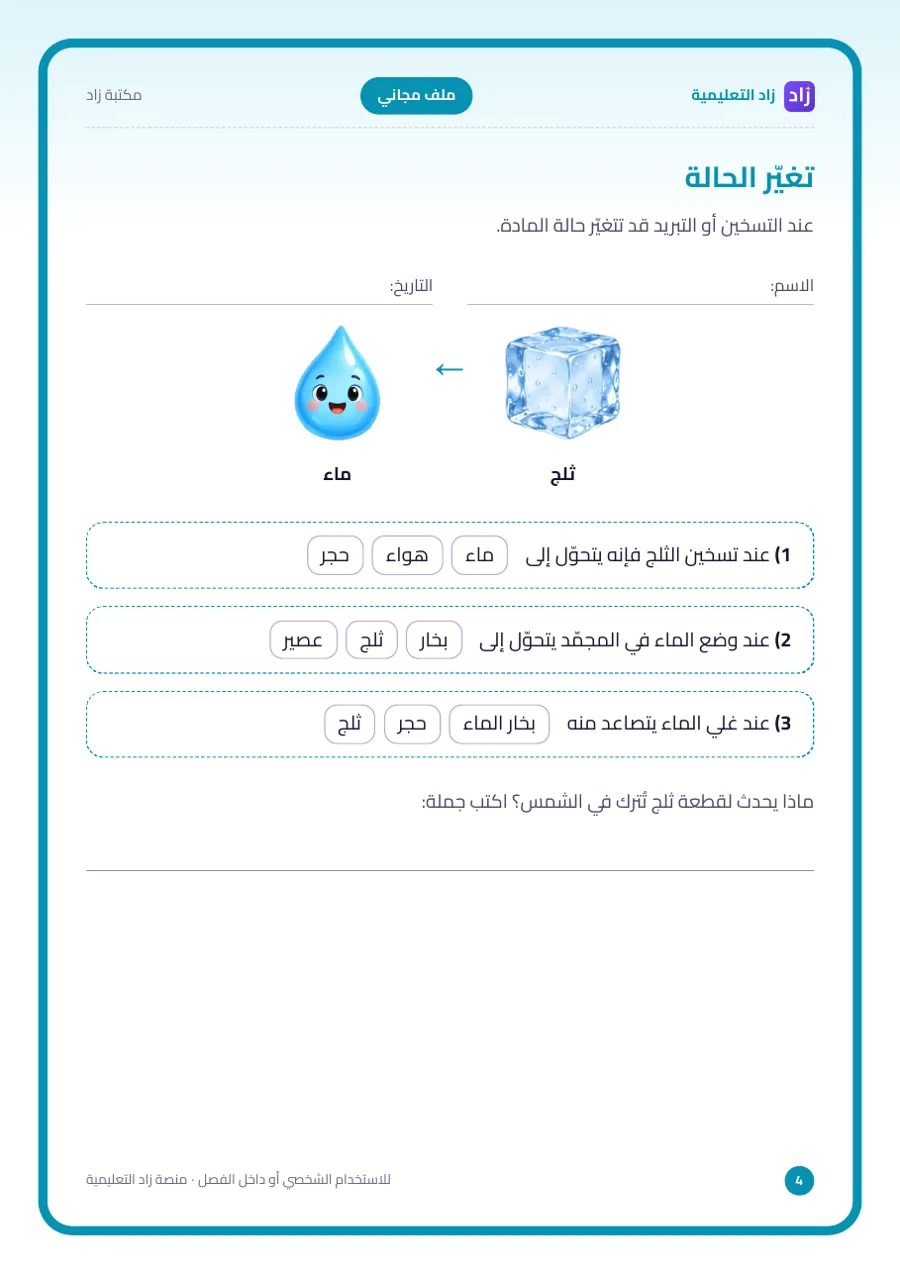 زاد زاد التعليمية
ملف مجاني
مكتبة زاد
تغيّر الحالة
عند التسخين أو التبريد قد تتغيّر حالة المادة.
الاسم:
التاريخ:
←
ثلج
ماء
1) عند تسخين الثلج فإنه يتحوّل إلى ماء هواء حجر
2) عند وضع الماء في المجمّد يتحوّل إلى بخار ثلج عصير
3) عند غلي الماء يتصاعد منه بخار الماء حجر ثلج
ماذا يحدث لقطعة ثلج تُترك في الشمس؟ اكتب جملة:
4
للاستخدام الشخصي أو داخل الفصل · منصة زاد التعليمية